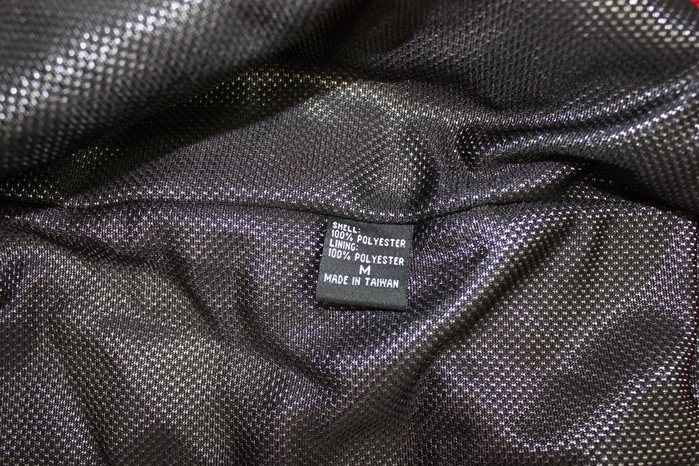 SHELL:
100% POLYESTER
LINING:
100% POLYESTER
M
MADE IN TAIWAN